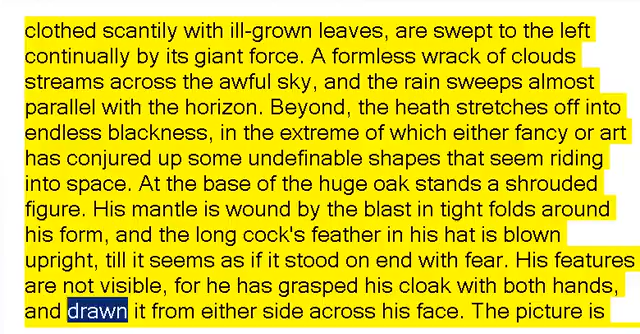 clothed scantily with ill-grown leaves, are swept to the left
continually by its giant force. A formless wrack of clouds
streams across the awful sky, and the rain sweeps almost
parallel with the horizon. Beyond, the heath stretches off into
endless blackness, in the extreme of which either fancy or art
has conjured up some undefinable shapes that seem riding
into space. At the base of the huge oak stands a shrouded
figure. His mantle is wound by the blast in tight folds around
his form, and the long cock's feather in his hat is blown
upright, till it seems as if it stood on end with fear. His features
are not visible, for he has grasped his cloak with both hands,
and drawn it from either side across his face. The picture is